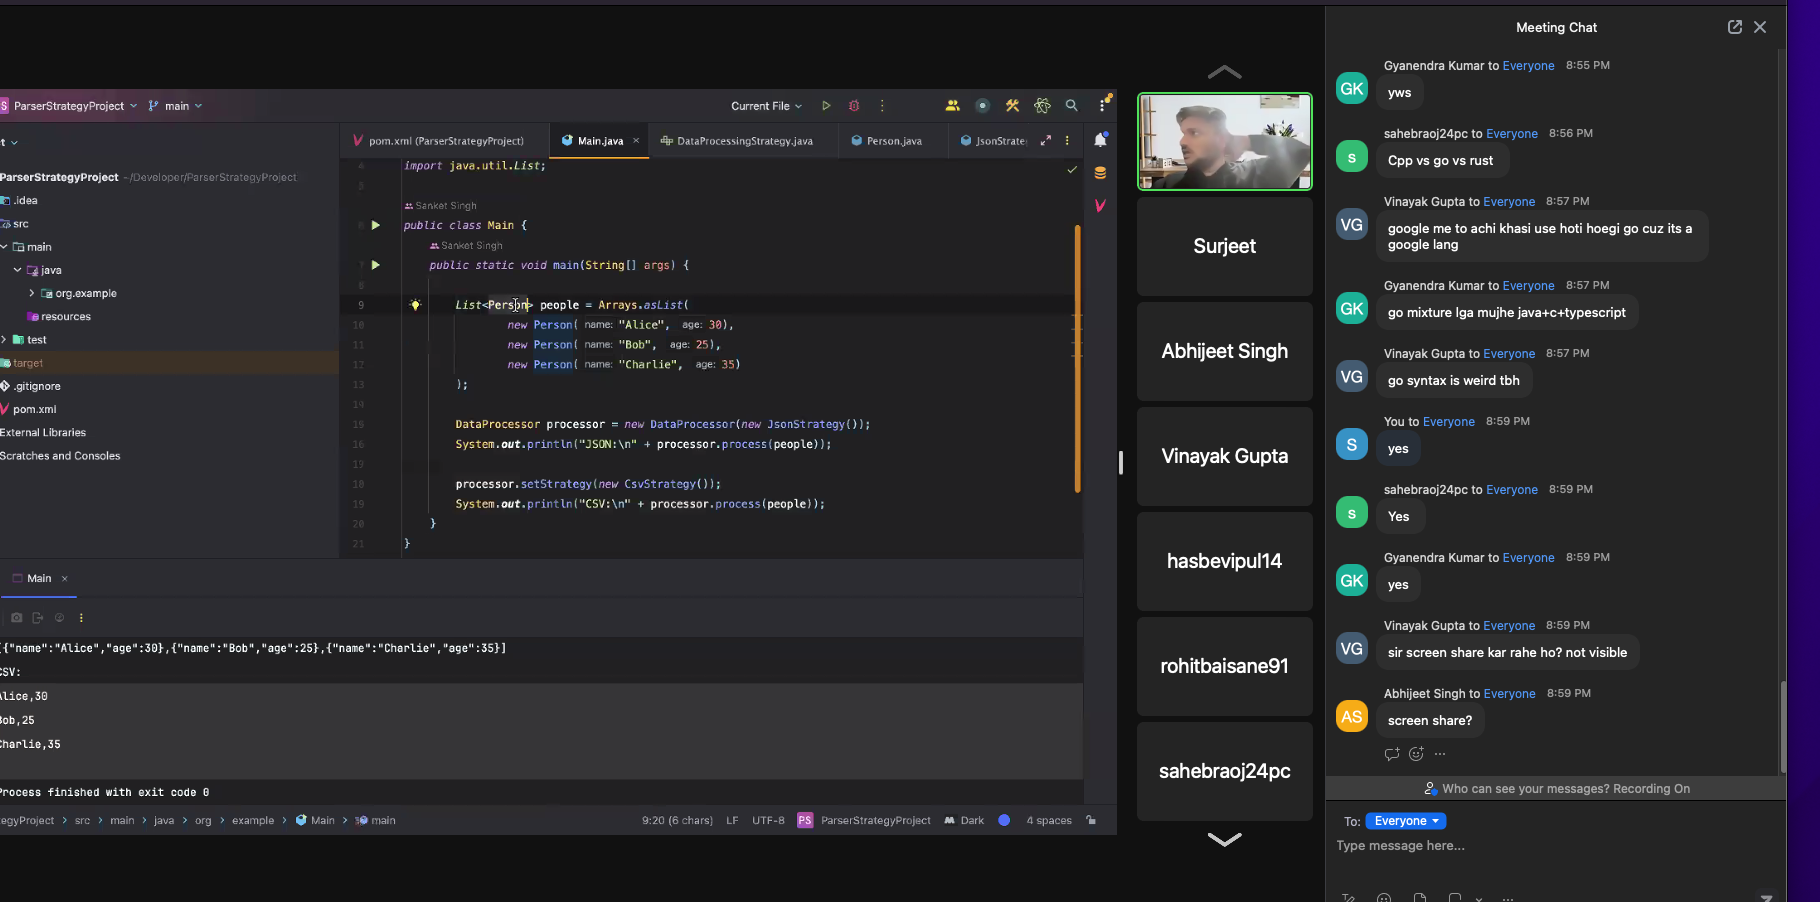 PS ParserStrategyProject main
Current File
pom.xml (ParserStrategyProject)
Main.java
DataProcessingStrategy.java
Person.java
JsonStrate
ParserStrategyProject ~/Developer/ParserStrategyProject
.idea
src
main
java
org.example
resources
test
target
.gitignore
pom.xml
External Libraries
Scratches and Consoles
import java.util.List;
Sanket Singh
public class Main {
Sanket Singh
public static void main(String[] args) {
9 List<Person> people = Arrays.asList(
10 new Person( name: "Alice", age: 30),
11 new Person( name: "Bob", age: 25),
12 new Person( name: "Charlie", age: 35)
13 );
DataProcessor processor = new DataProcessor(new JsonStrategy());
16 System.out.println("JSON:\n" + processor.process(people));
processor.setStrategy(new CsvStrategy());
19 System.out.println("CSV:\n" + processor.process(people));
20 }
21 }
Main
[{"name":"Alice","age":30},{"name":"Bob","age":25},{"name":"Charlie","age":35}]
CSV:
Alice,30
Bob,25
Charlie,35
Process finished with exit code 0
tegyProject > src > main > java > org > example > Main > main
9:20 (6 chars) LF UTF-8 PS ParserStrategyProject Dark 4 spaces
Surjeet
Abhijeet Singh
Vinayak Gupta
hasbevipul14
rohitbaisane91
sahebraoj24pc
Meeting Chat
Gyanendra Kumar to Everyone 8:55 PM
GK
yws
sahebraoj24pc to Everyone 8:56 PM
s
Cpp vs go vs rust
Vinayak Gupta to Everyone 8:57 PM
VG
google me to achi khasi use hoti hoegi go cuz its a
google lang
Gyanendra Kumar to Everyone 8:57 PM
GK
go mixture lga mujhe java+c+typescript
Vinayak Gupta to Everyone 8:57 PM
VG
go syntax is weird tbh
You to Everyone 8:59 PM
S
yes
sahebraoj24pc to Everyone 8:59 PM
s
Yes
Gyanendra Kumar to Everyone 8:59 PM
GK
yes
Vinayak Gupta to Everyone 8:59 PM
VG
sir screen share kar rahe ho? not visible
Abhijeet Singh to Everyone 8:59 PM
AS
screen share?
Who can see your messages? Recording On
To: Everyone
Type message here...